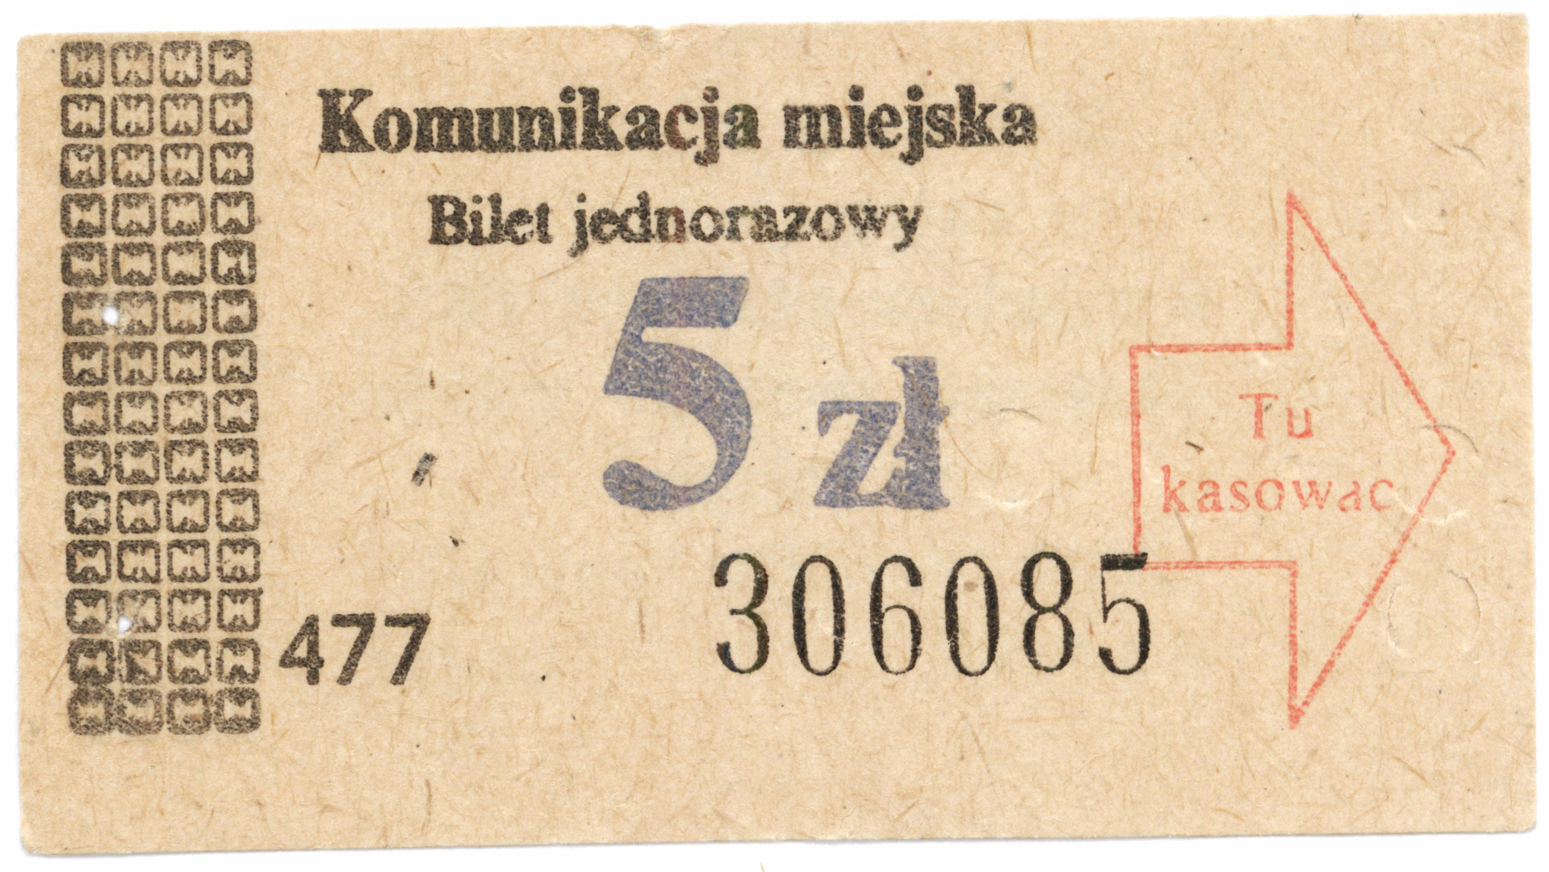 Komunikacja miejska
Bilet jednorazowy
5 zł
Tu
kasowac
477
306085